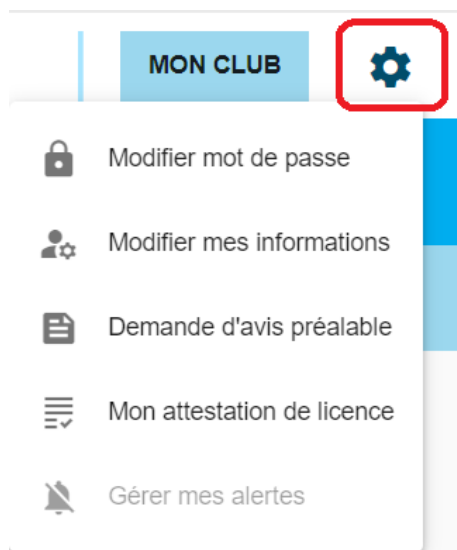 MON CLUB
Modifier mot de passe
Modifier mes informations
Demande d'avis préalable
Mon attestation de licence
Gérer mes alertes